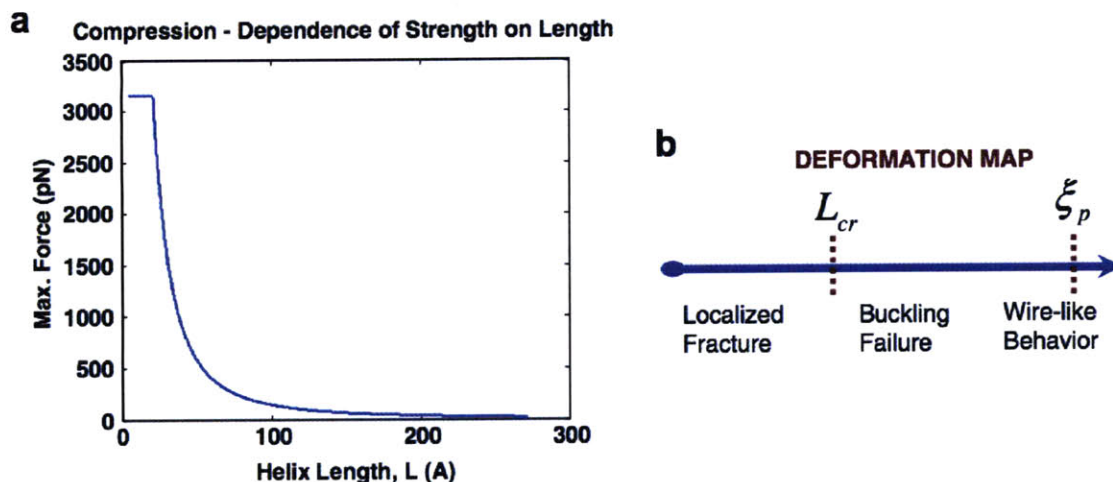 a
Compression - Dependence of Strength on Length
3500
3000
2500
2000
1500
1000
500
0
Max. Force (pN)
0 100 200 300
Helix Length, L (A)
b
DEFORMATION MAP
L_cr
ξ_p
Localized
Fracture
Buckling
Failure
Wire-like
Behavior